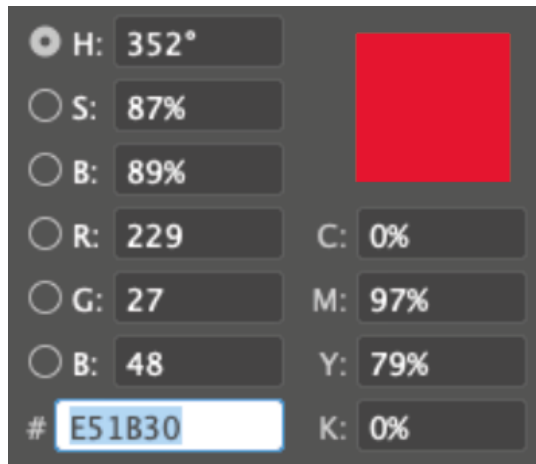 H: 352°
S: 87%
B: 89%
R: 229 C: 0%
G: 27 M: 97%
B: 48 Y: 79%
# E51B30 K: 0%